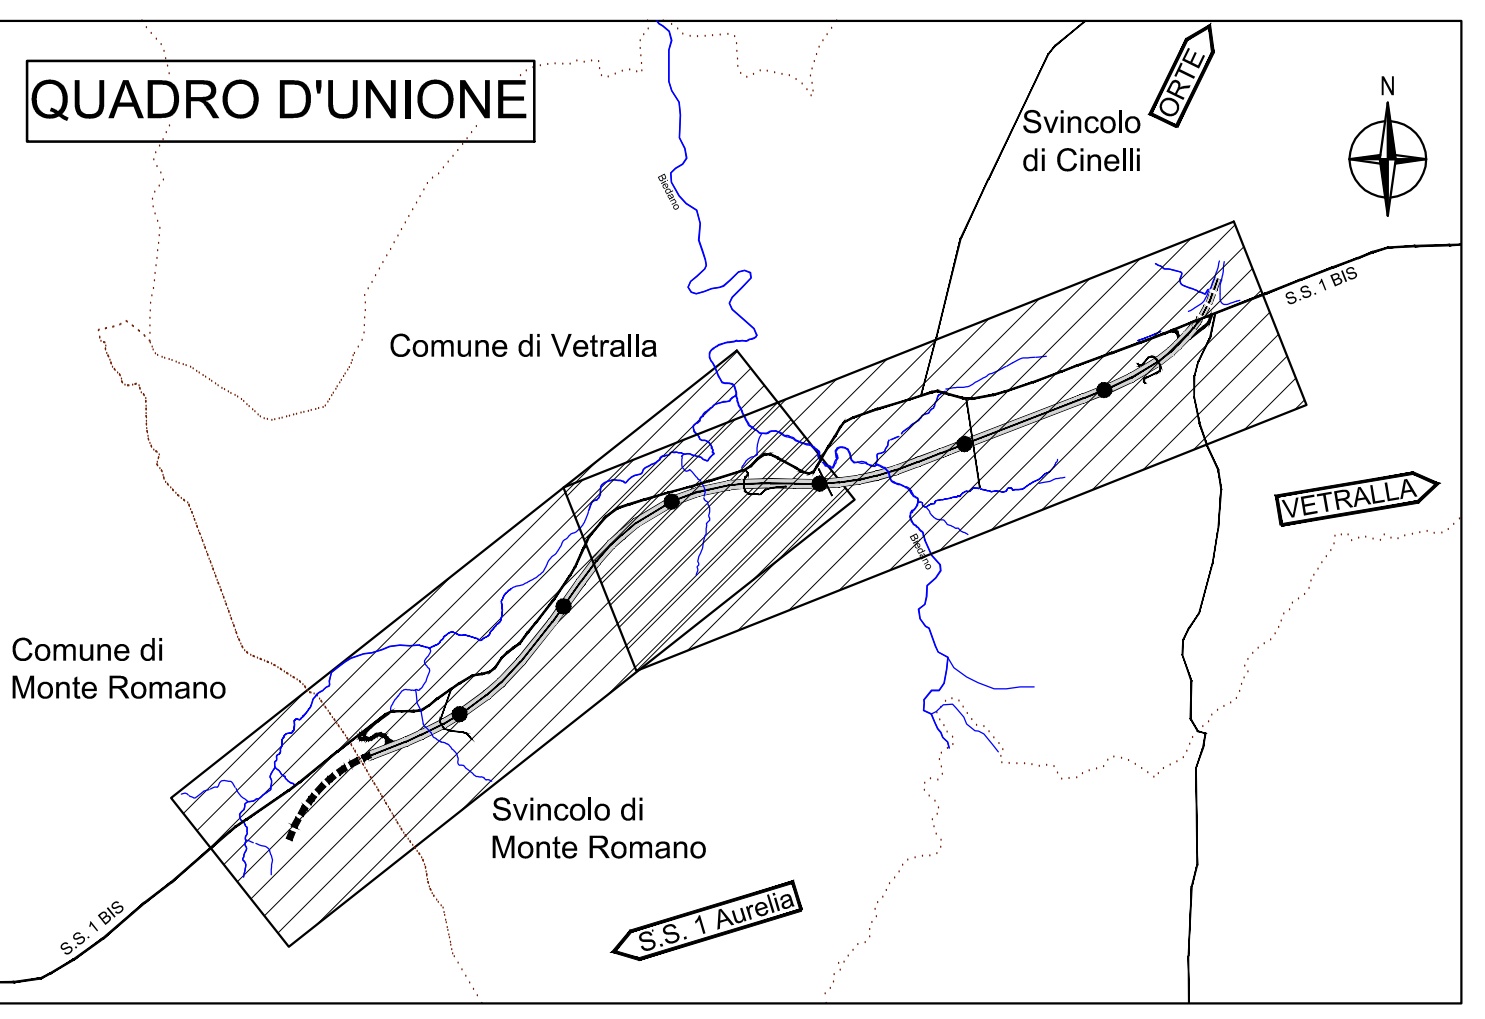 QUADRO D'UNIONE
ORTE
N
Svincolo
di Cinelli
Biedano
S.S. 1 BIS
Comune di Vetralla
VETRALLA
Biedano
Comune di
Monte Romano
Svincolo di
Monte Romano
S.S. 1 Aurelia
S.S. 1 BIS